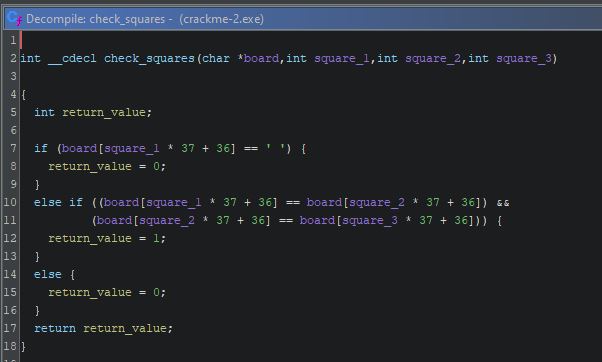 Decompile: check_squares - (crackme-2.exe)
1
2 int __cdecl check_squares(char *board,int square_1,int square_2,int square_3)
3
4 {
5   int return_value;
6
7   if (board[square_1 * 37 + 36] == ' ') {
8     return_value = 0;
9   }
10   else if ((board[square_1 * 37 + 36] == board[square_2 * 37 + 36]) &&
11           (board[square_2 * 37 + 36] == board[square_3 * 37 + 36])) {
12     return_value = 1;
13   }
14   else {
15     return_value = 0;
16   }
17   return return_value;
18 }